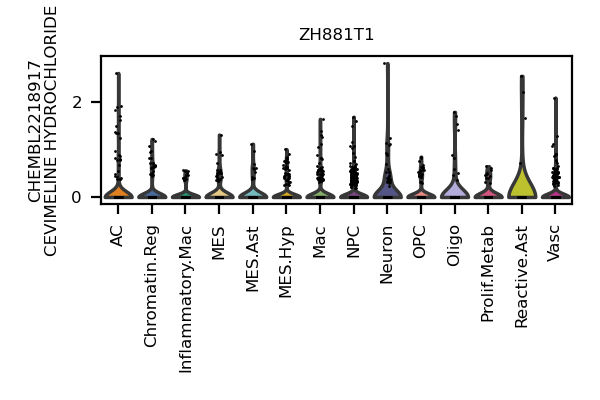 ZH881T1
CHEMBL2218917
CEVIMELINE HYDROCHLORIDE
2
0
AC
Chromatin.Reg
Inflammatory.Mac
MES
MES.Ast
MES.Hyp
Mac
NPC
Neuron
OPC
Oligo
Prolif.Metab
Reactive.Ast
Vasc